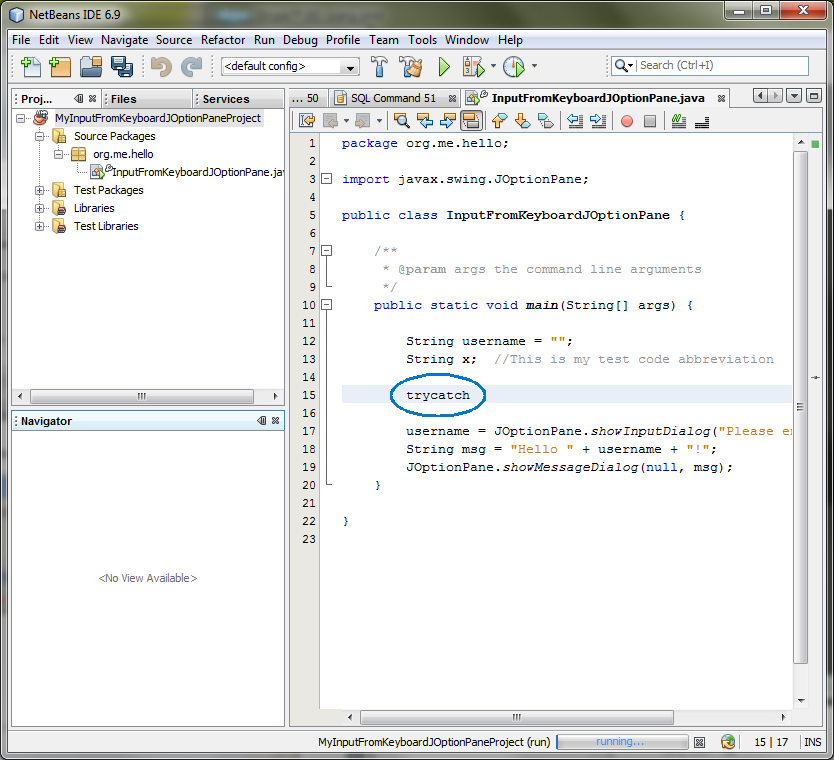 NetBeans IDE 6.9
File Edit View Navigate Source Refactor Run Debug Profile Team Tools Window Help
<default config>
Search (Ctrl+I)
Proj... Files Services
... 50 SQL Command 51 InputFromKeyboardJOptionPane.java
MyInputFromKeyboardJOptionPaneProject
Source Packages
org.me.hello
InputFromKeyboardJOptionPane.jav
Test Packages
Libraries
Test Libraries
Navigator
<No View Available>
1 package org.me.hello;
2
3 import javax.swing.JOptionPane;
4
5 public class InputFromKeyboardJOptionPane {
6
7 /**
8 * @param args the command line arguments
9 */
10 public static void main(String[] args) {
11
12 String username = "";
13 String x; //This is my test code abbreviation
14
15 trycatch
16
17 username = JOptionPane.showInputDialog("Please en
18 String msg = "Hello " + username + "!";
19 JOptionPane.showMessageDialog(null, msg);
20 }
21
22 }
23
MyInputFromKeyboardJOptionPaneProject (run) running... 15 | 17 INS